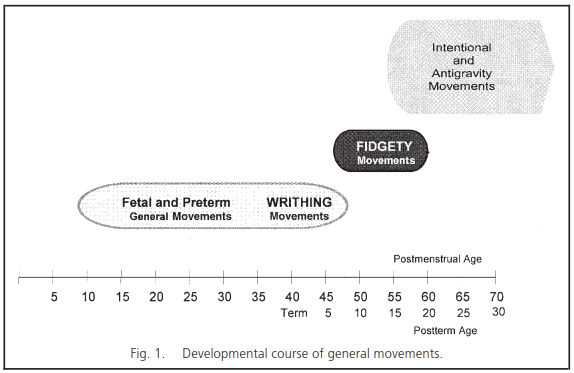 Intentional
and
Antigravity
Movements
FIDGETY
Movements
Fetal and Preterm WRITHING
General Movements Movements
Postmenstrual Age
5 10 15 20 25 30 35 40 45 50 55 60 65 70
Term 5 10 15 20 25 30
Postterm Age
Fig. 1. Developmental course of general movements.